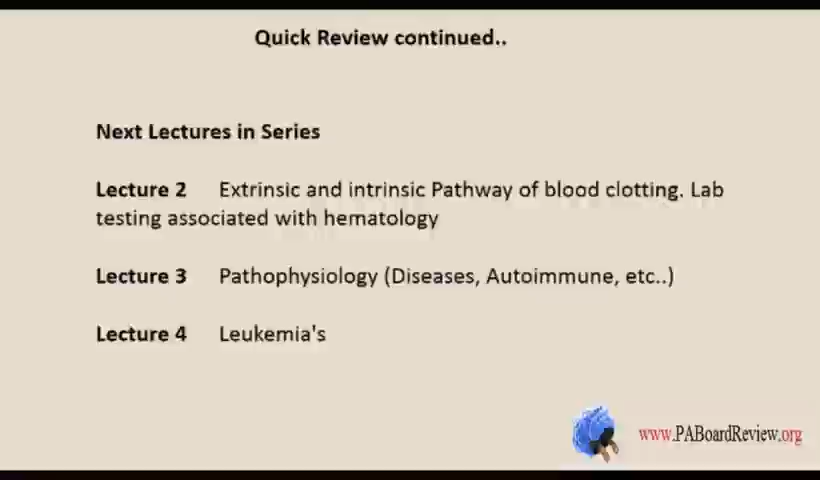 Quick Review continued..
Next Lectures in Series
Lecture 2 Extrinsic and intrinsic Pathway of blood clotting. Lab
testing associated with hematology
Lecture 3 Pathophysiology (Diseases, Autoimmune, etc..)
Lecture 4 Leukemia's
www.PABoardReview.org